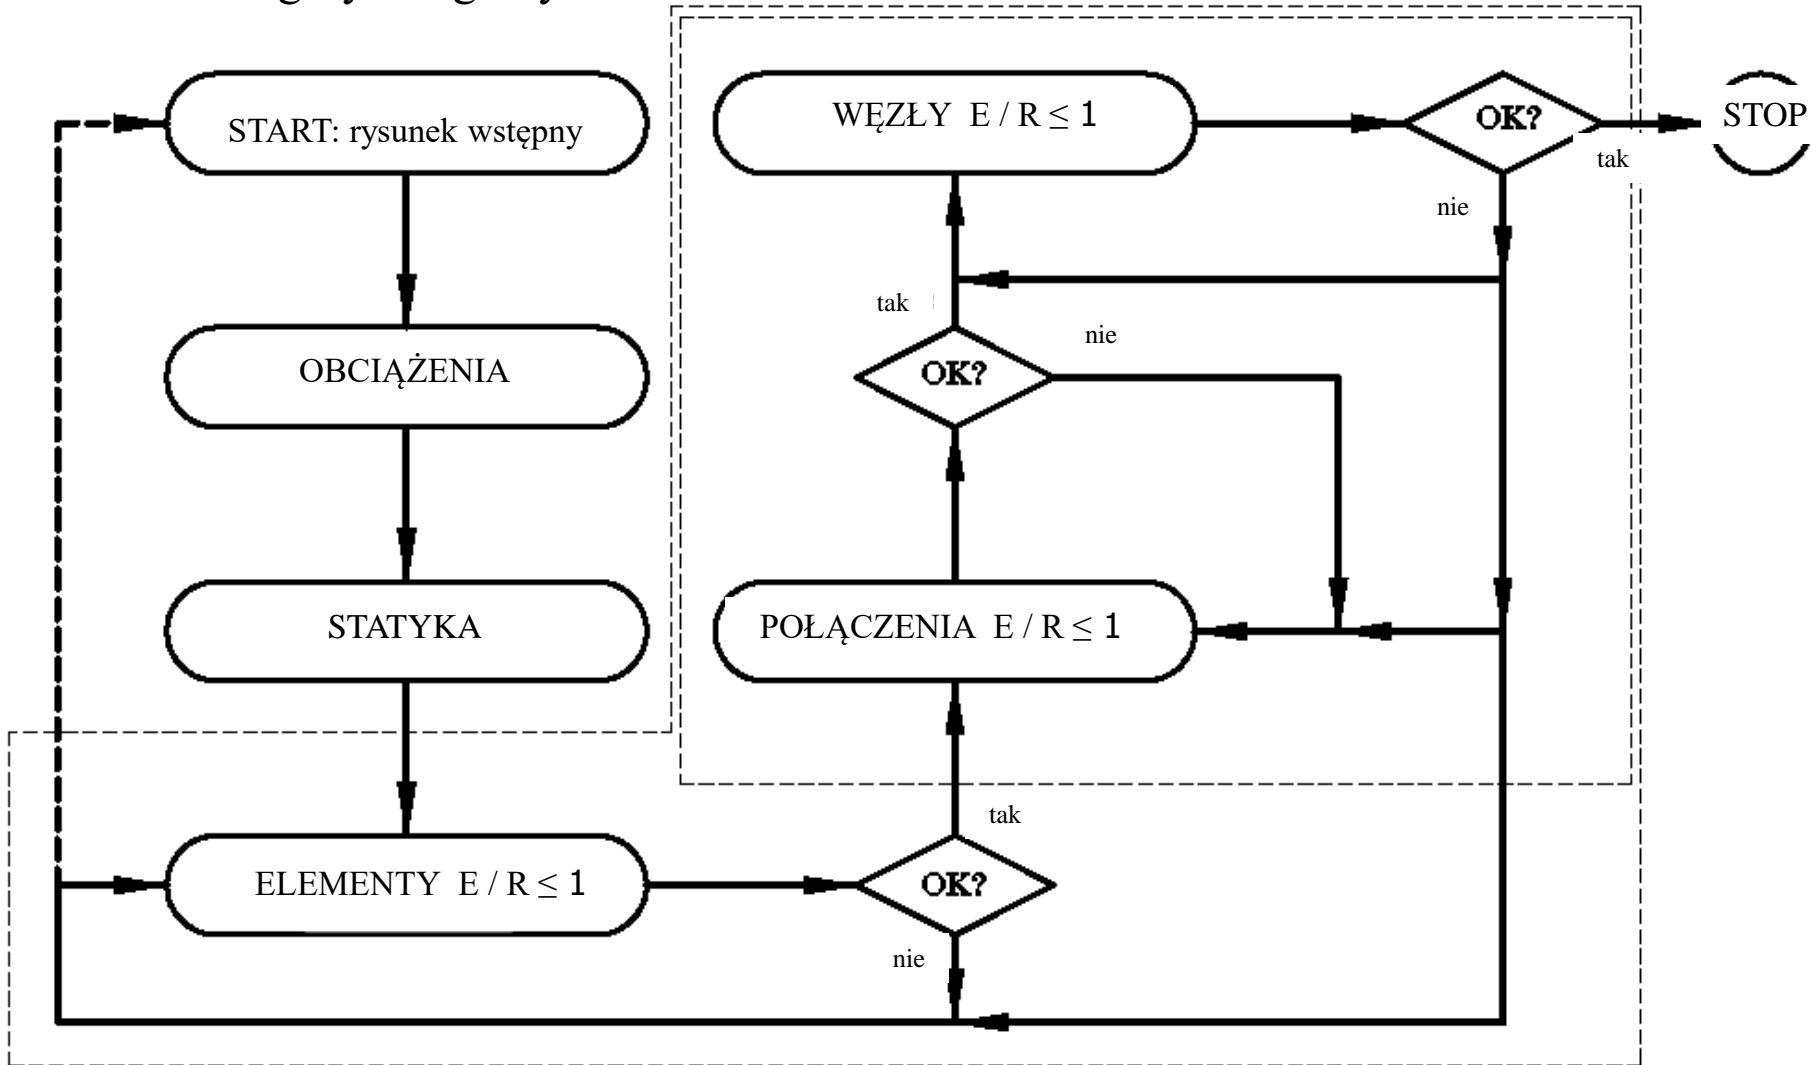 START: rysunek wstępny
OBCIĄŻENIA
STATYKA
ELEMENTY E / R ≤ 1
OK?
tak
nie
POŁĄCZENIA E / R ≤ 1
OK?
tak
nie
WĘZŁY E / R ≤ 1
OK?
tak
nie
STOP